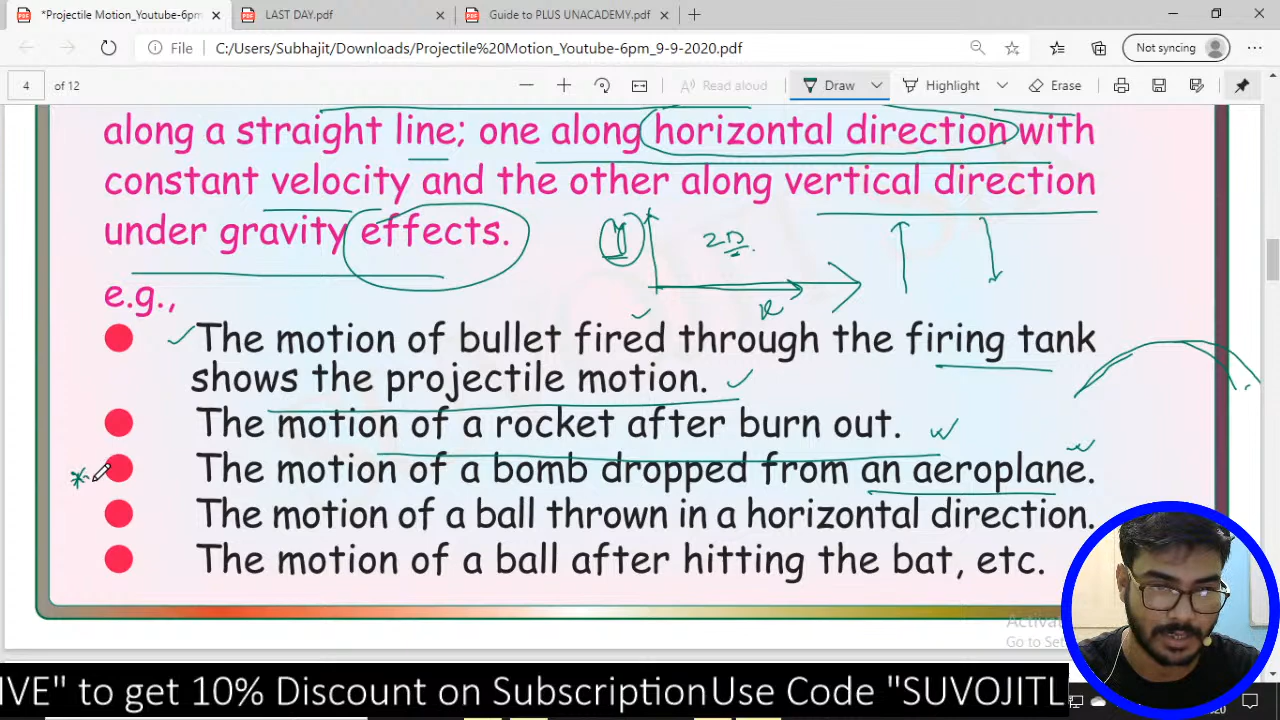 *Projectile Motion_Youtube-6pm
LAST DAY.pdf
Guide to PLUS UNACADEMY.pdf
File
C:/Users/Subhajit/Downloads/Projectile%20Motion_Youtube-6pm_9-9-2020.pdf
Not syncing
4 of 12
Read aloud
Draw
Highlight
Erase
along a straight line; one along horizontal direction with
constant velocity and the other along vertical direction
under gravity effects.
2D
e.g.,
The motion of bullet fired through the firing tank
shows the projectile motion.
The motion of a rocket after burn out.
* The motion of a bomb dropped from an aeroplane.
The motion of a ball thrown in a horizontal direction.
The motion of a ball after hitting the bat, etc.
Go to Set
IVE" to get 10% Discount on Subscription Use Code "SUVOJITL